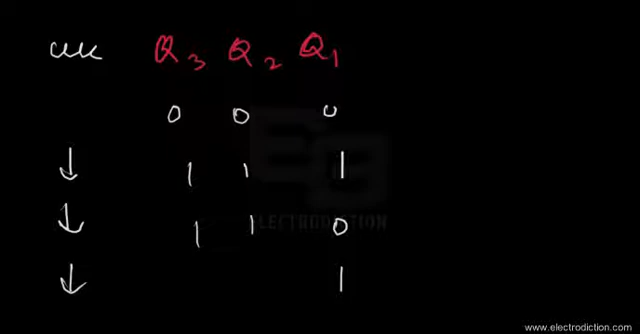 CLK Q3 Q2 Q1
0 0 0
↓ 1 1 1
↓ 1 1 0
↓ 1
ELECTRODICTION
www.electrodiction.com